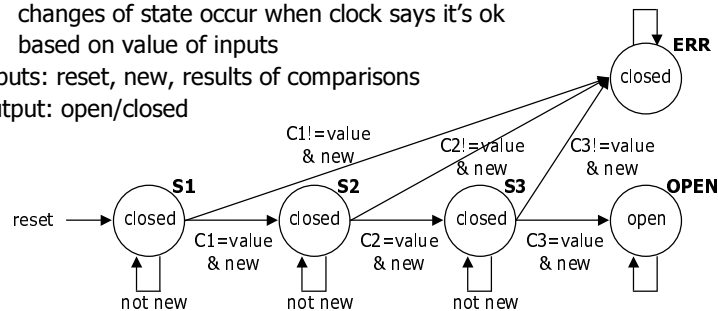 changes of state occur when clock says it's ok
based on value of inputs
puts: reset, new, results of comparisons
utput: open/closed
ERR
closed
C1!=value
& new
C2!=value
& new
C3!=value
& new
S1
S2
S3
OPEN
reset
closed
closed
closed
open
C1=value
& new
C2=value
& new
C3=value
& new
not new
not new
not new